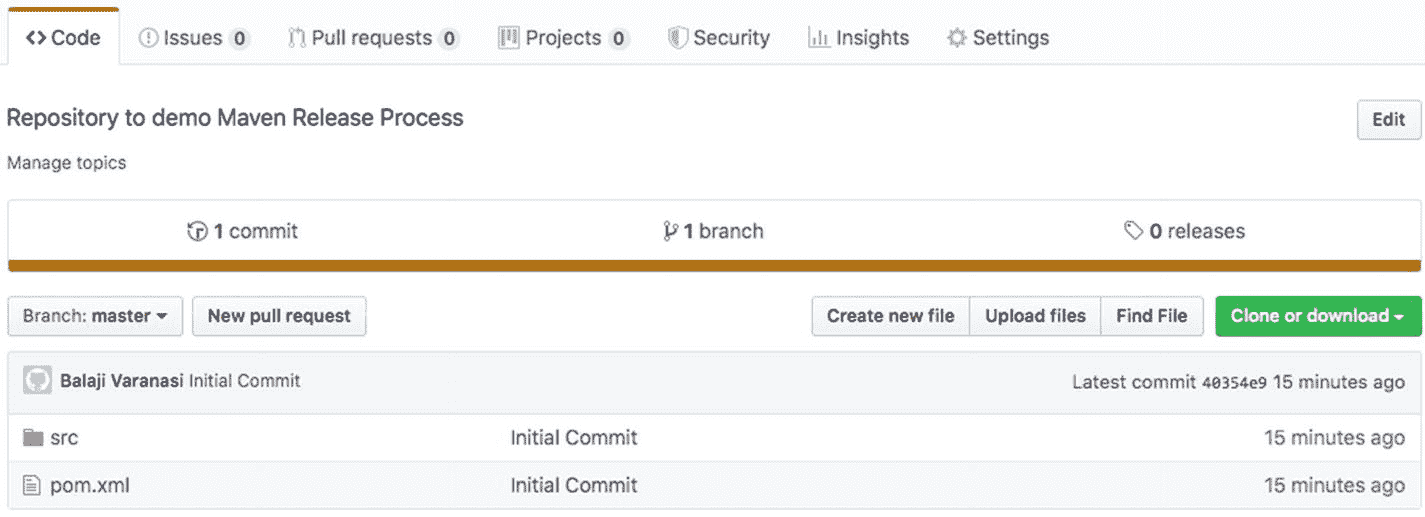 Code Issues 0 Pull requests 0 Projects 0 Security Insights Settings
Repository to demo Maven Release Process Edit
Manage topics
1 commit 1 branch 0 releases
Branch: master New pull request Create new file Upload files Find File Clone or download
Balaji Varanasi Initial Commit Latest commit 40354e9 15 minutes ago
src Initial Commit 15 minutes ago
pom.xml Initial Commit 15 minutes ago